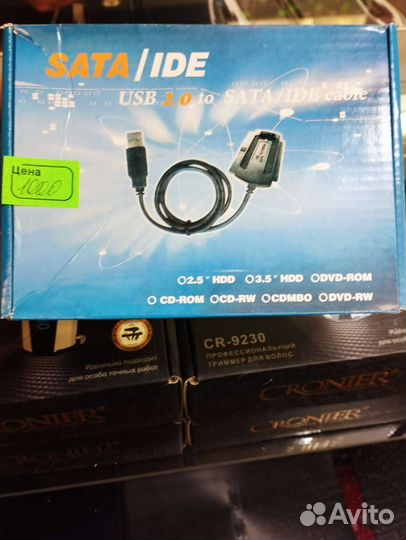 SATA/IDE
USB 2.0 to SATA/IDE cable
Цена
1000
○2.5" HDD ○3.5" HDD ○DVD-ROM
○CD-ROM ○CD-RW ○CDMBO ○DVD-RW
Идеально подходит
для особо точных работ
CR-9230
ПРОФЕССИОНАЛЬНЫЙ
ТРИММЕР ДЛЯ ВОЛОС
CRONIER
CRONIER
Avito